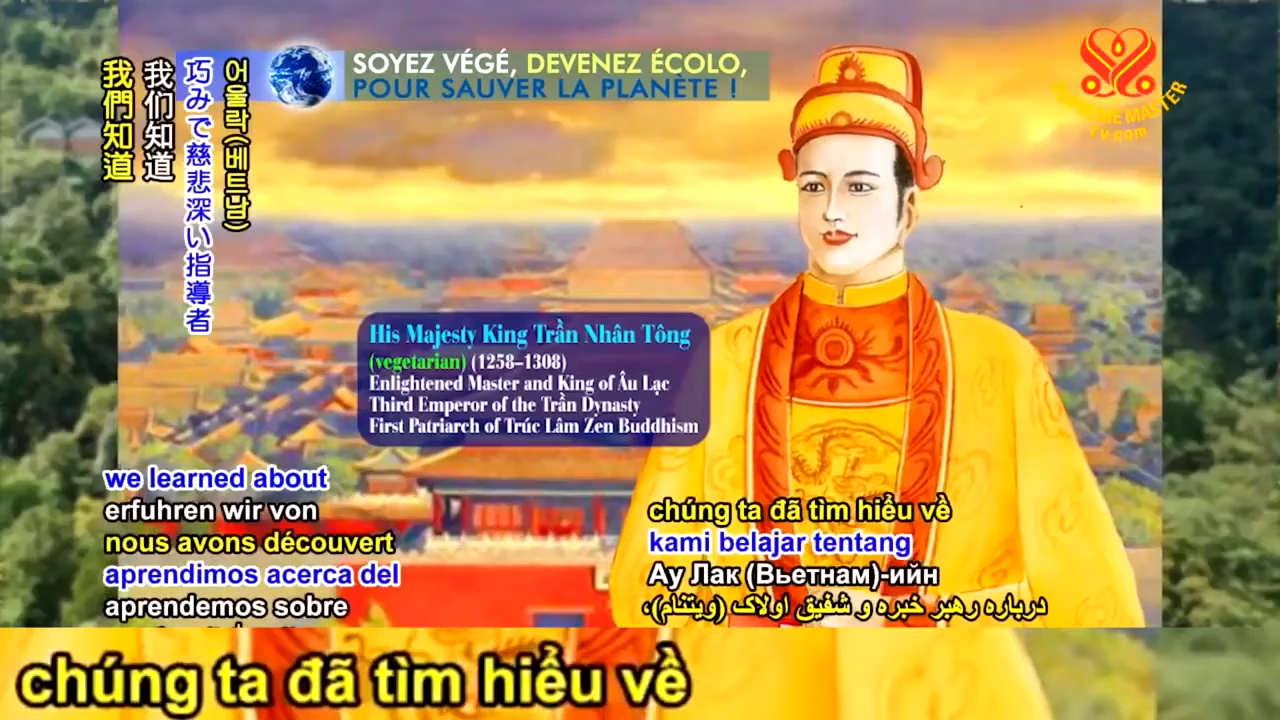 SOYEZ VÉGÉ, DEVENEZ ÉCOLO,
POUR SAUVER LA PLANÈTE !
SUPREME MASTER
TV.com
어울락(베트남)
巧みで慈悲深い指導者
我们知道
我們知道
His Majesty King Trần Nhân Tông
(vegetarian) (1258–1308)
Enlightened Master and King of Âu Lạc
Third Emperor of the Trần Dynasty
First Patriarch of Trúc Lâm Zen Buddhism
we learned about
erfuhren wir von
nous avons découvert
aprendimos acerca del
aprendemos sobre
chúng ta đã tìm hiểu về
kami belajar tentang
Ау Лак (Вьетнам)-ийн
درباره رهبر خبره و شفیق اولاک (ویتنام)،
chúng ta đã tìm hiểu về